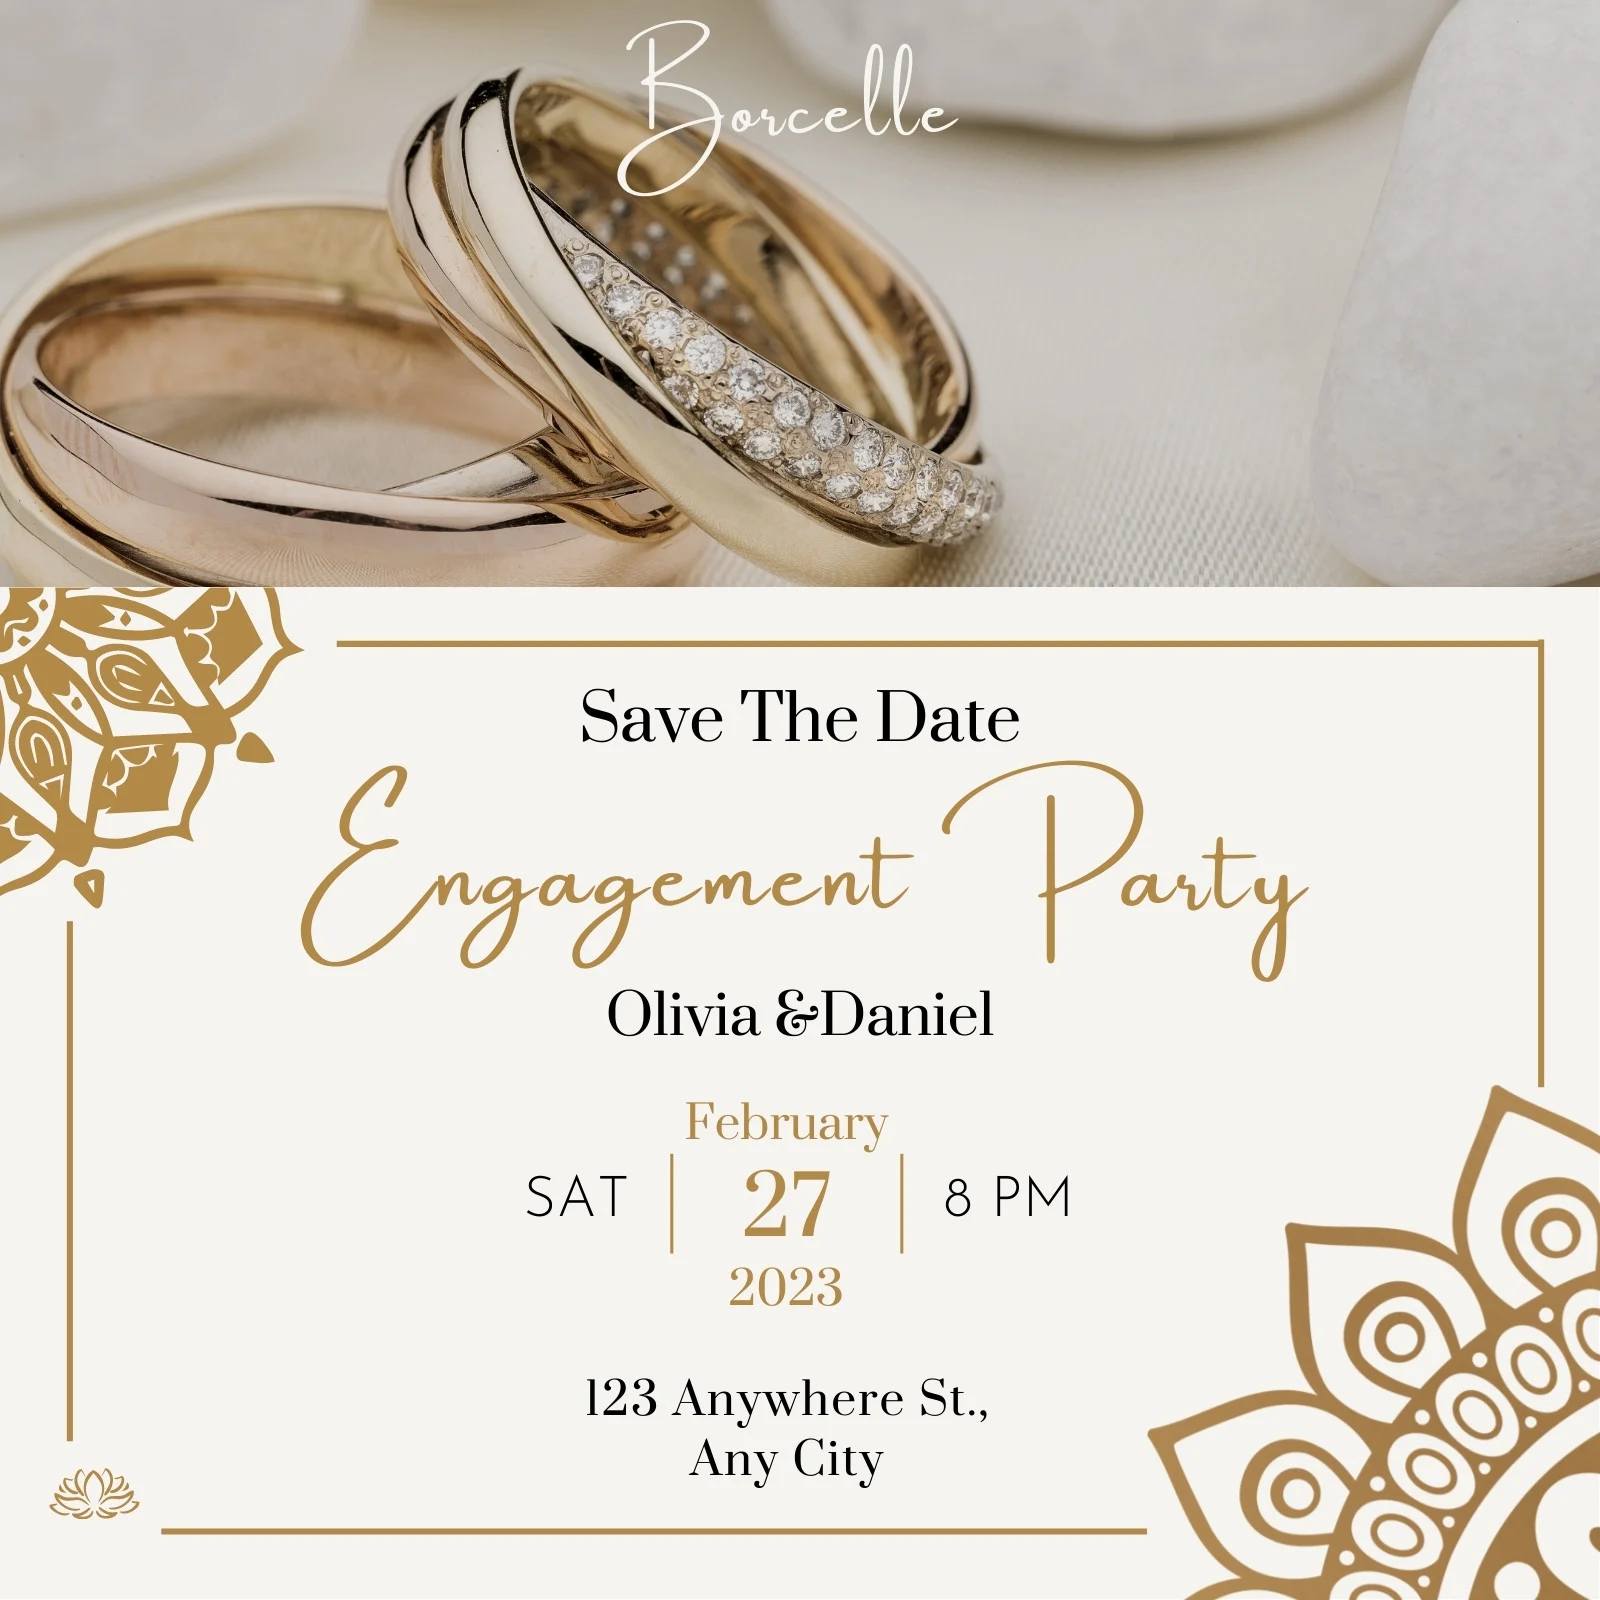 Borcelle
Save The Date
Engagement Party
Olivia &Daniel
February
SAT 27 8 PM
2023
123 Anywhere St.,
Any City